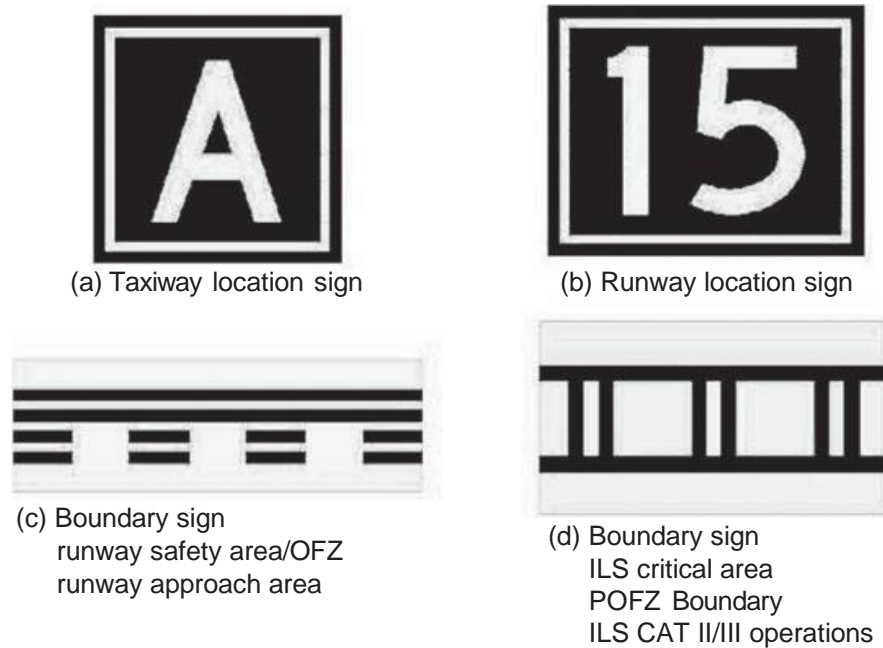 A
15
(a) Taxiway location sign
(b) Runway location sign
(c) Boundary sign
runway safety area/OFZ
runway approach area
(d) Boundary sign
ILS critical area
POFZ Boundary
ILS CAT II/III operations